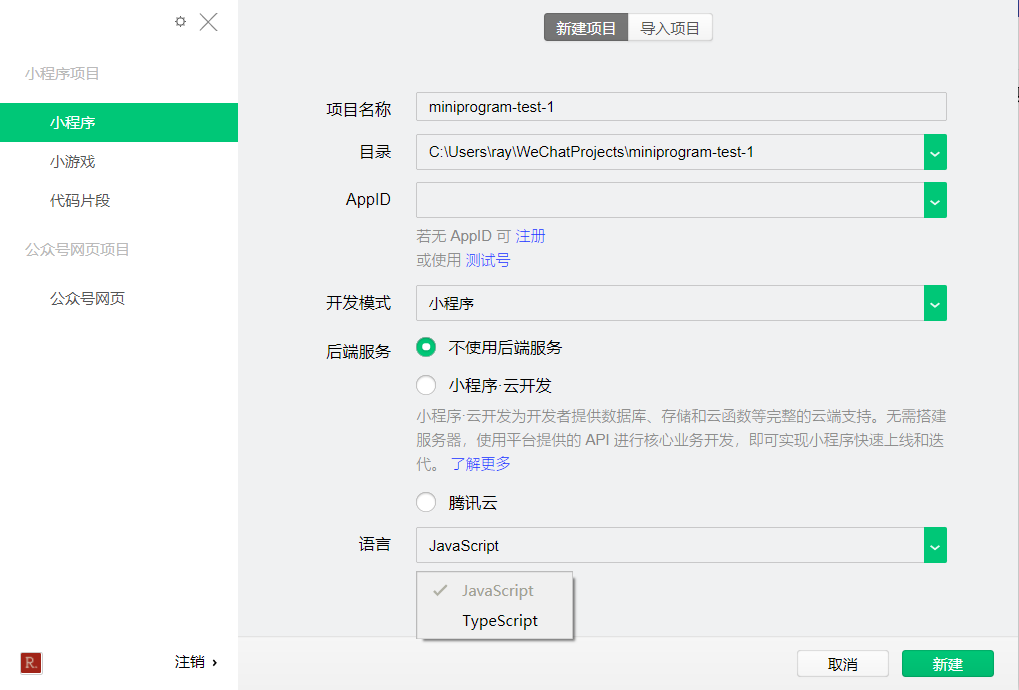 小程序项目
小程序
小游戏
代码片段
公众号网页项目
公众号网页
R.
注销
新建项目 导入项目
项目名称 miniprogram-test-1
目录 C:\Users\ray\WeChatProjects\miniprogram-test-1
AppID
若无 AppID 可 注册
或使用 测试号
开发模式 小程序
后端服务 不使用后端服务
小程序·云开发
小程序·云开发为开发者提供数据库、存储和云函数等完整的云端支持。无需搭建
服务器，使用平台提供的 API 进行核心业务开发，即可实现小程序快速上线和迭
代。 了解更多
腾讯云
语言 JavaScript
JavaScript
TypeScript
取消 新建